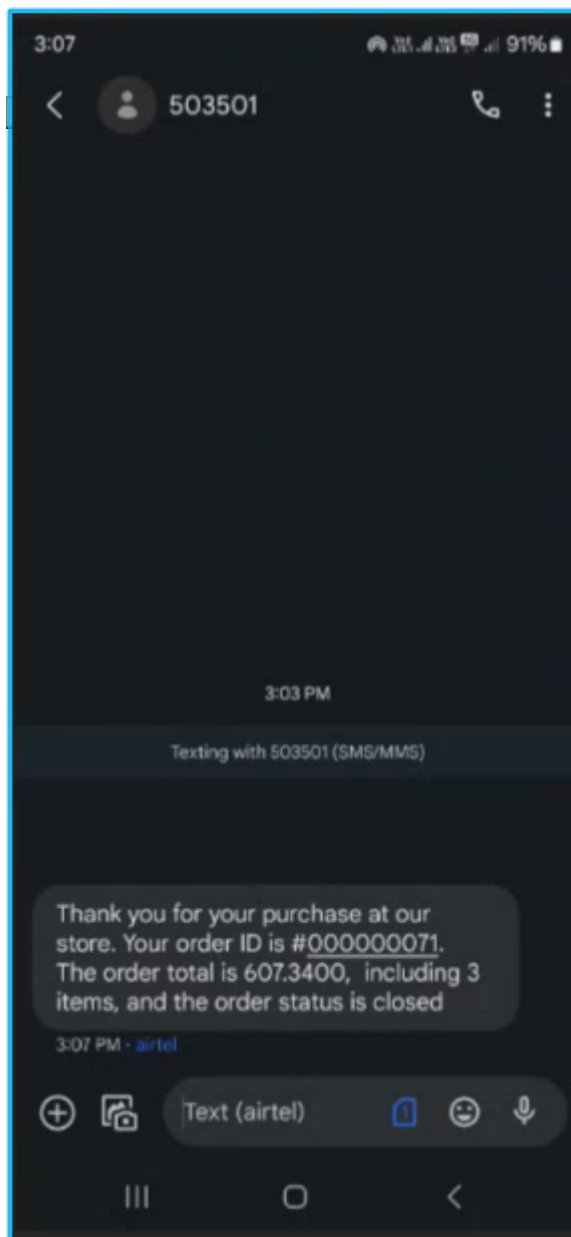 3:07
91%
503501
3:03 PM
Texting with 503501 (SMS/MMS)
Thank you for your purchase at our
store. Your order ID is #000000071.
The order total is 607.3400,  including 3
items, and the order status is closed
3:07 PM • airtel
Text (airtel)
1